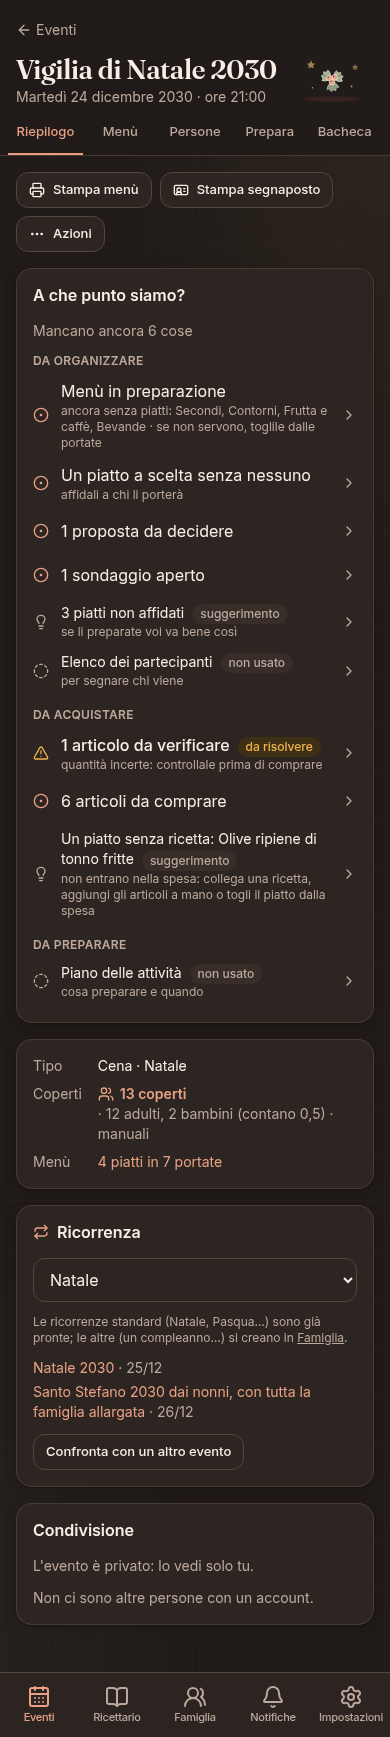 Eventi
Vigilia di Natale 2030
Martedì 24 dicembre 2030 · ore 21:00
Riepilogo Menù Persone Prepara Bacheca
Stampa menù Stampa segnaposto
Azioni
A che punto siamo?
Mancano ancora 6 cose
DA ORGANIZZARE
Menù in preparazione
ancora senza piatti: Secondi, Contorni, Frutta e
caffè, Bevande · se non servono, toglile dalle
portate
Un piatto a scelta senza nessuno
affidali a chi li porterà
1 proposta da decidere
1 sondaggio aperto
3 piatti non affidati suggerimento
se li preparate voi va bene così
Elenco dei partecipanti non usato
per segnare chi viene
DA ACQUISTARE
1 articolo da verificare da risolvere
quantità incerte: controllale prima di comprare
6 articoli da comprare
Un piatto senza ricetta: Olive ripiene di
tonno fritte suggerimento
non entrano nella spesa: collega una ricetta,
aggiungi gli articoli a mano o togli il piatto dalla
spesa
DA PREPARARE
Piano delle attività non usato
cosa preparare e quando
Tipo Cena · Natale
Coperti 13 coperti
· 12 adulti, 2 bambini (contano 0,5) ·
manuali
Menù 4 piatti in 7 portate
Ricorrenza
Natale
Le ricorrenze standard (Natale, Pasqua…) sono già
pronte; le altre (un compleanno…) si creano in Famiglia.
Natale 2030 · 25/12
Santo Stefano 2030 dai nonni, con tutta la
famiglia allargata · 26/12
Confronta con un altro evento
Condivisione
L'evento è privato: lo vedi solo tu.
Non ci sono altre persone con un account.
Eventi Ricettario Famiglia Notifiche Impostazioni